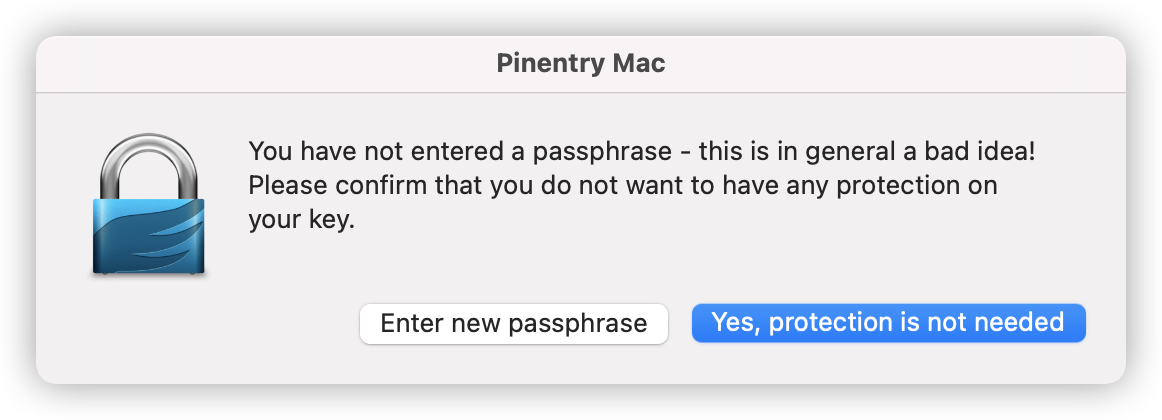 Pinentry Mac
You have not entered a passphrase - this is in general a bad idea!
Please confirm that you do not want to have any protection on
your key.
Enter new passphrase
Yes, protection is not needed